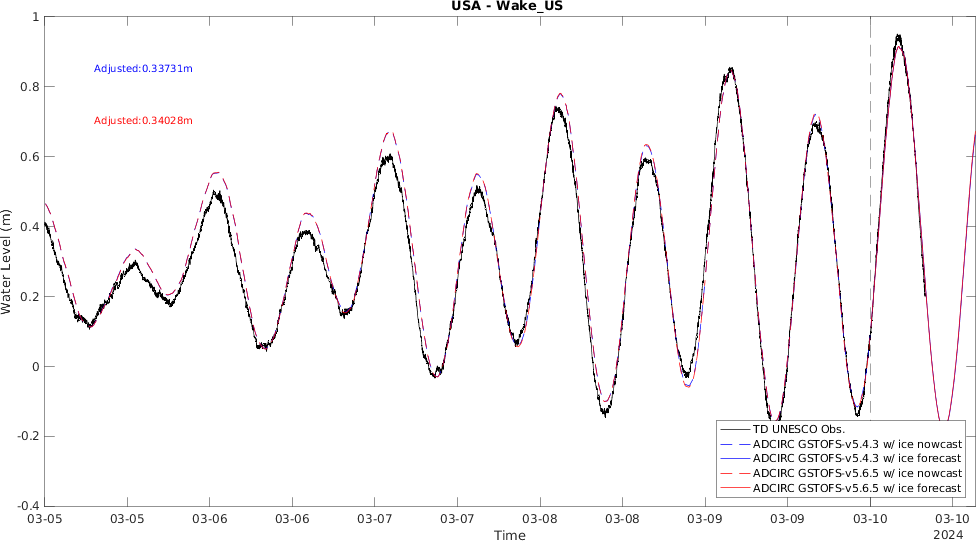 USA - Wake_US
1
Adjusted:0.33731m
0.8
Adjusted:0.34028m
0.6
0.4
0.2
0
-0.2
-0.4
Water Level (m)
TD UNESCO Obs.
ADCIRC GSTOFS-v5.4.3 w/ ice nowcast
ADCIRC GSTOFS-v5.4.3 w/ ice forecast
ADCIRC GSTOFS-v5.6.5 w/ ice nowcast
ADCIRC GSTOFS-v5.6.5 w/ ice forecast
03-05 03-05 03-06 03-06 03-07 03-07 03-08 03-08 03-09 03-09 03-10 03-10
Time
2024